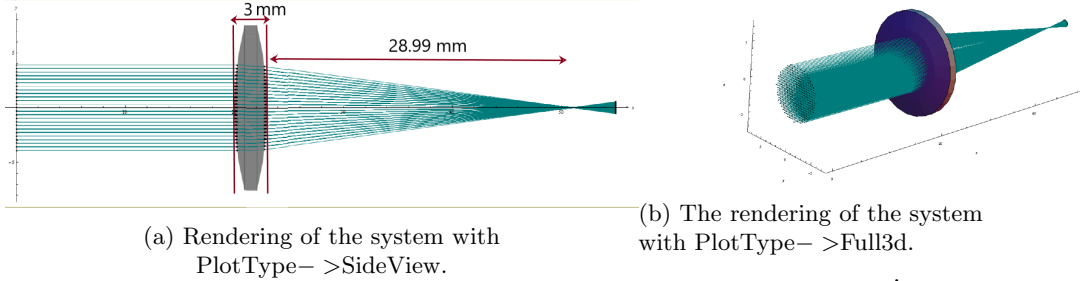 3 mm
28.99 mm
(a) Rendering of the system with
PlotType− >SideView.
(b) The rendering of the system
with PlotType− >Full3d.